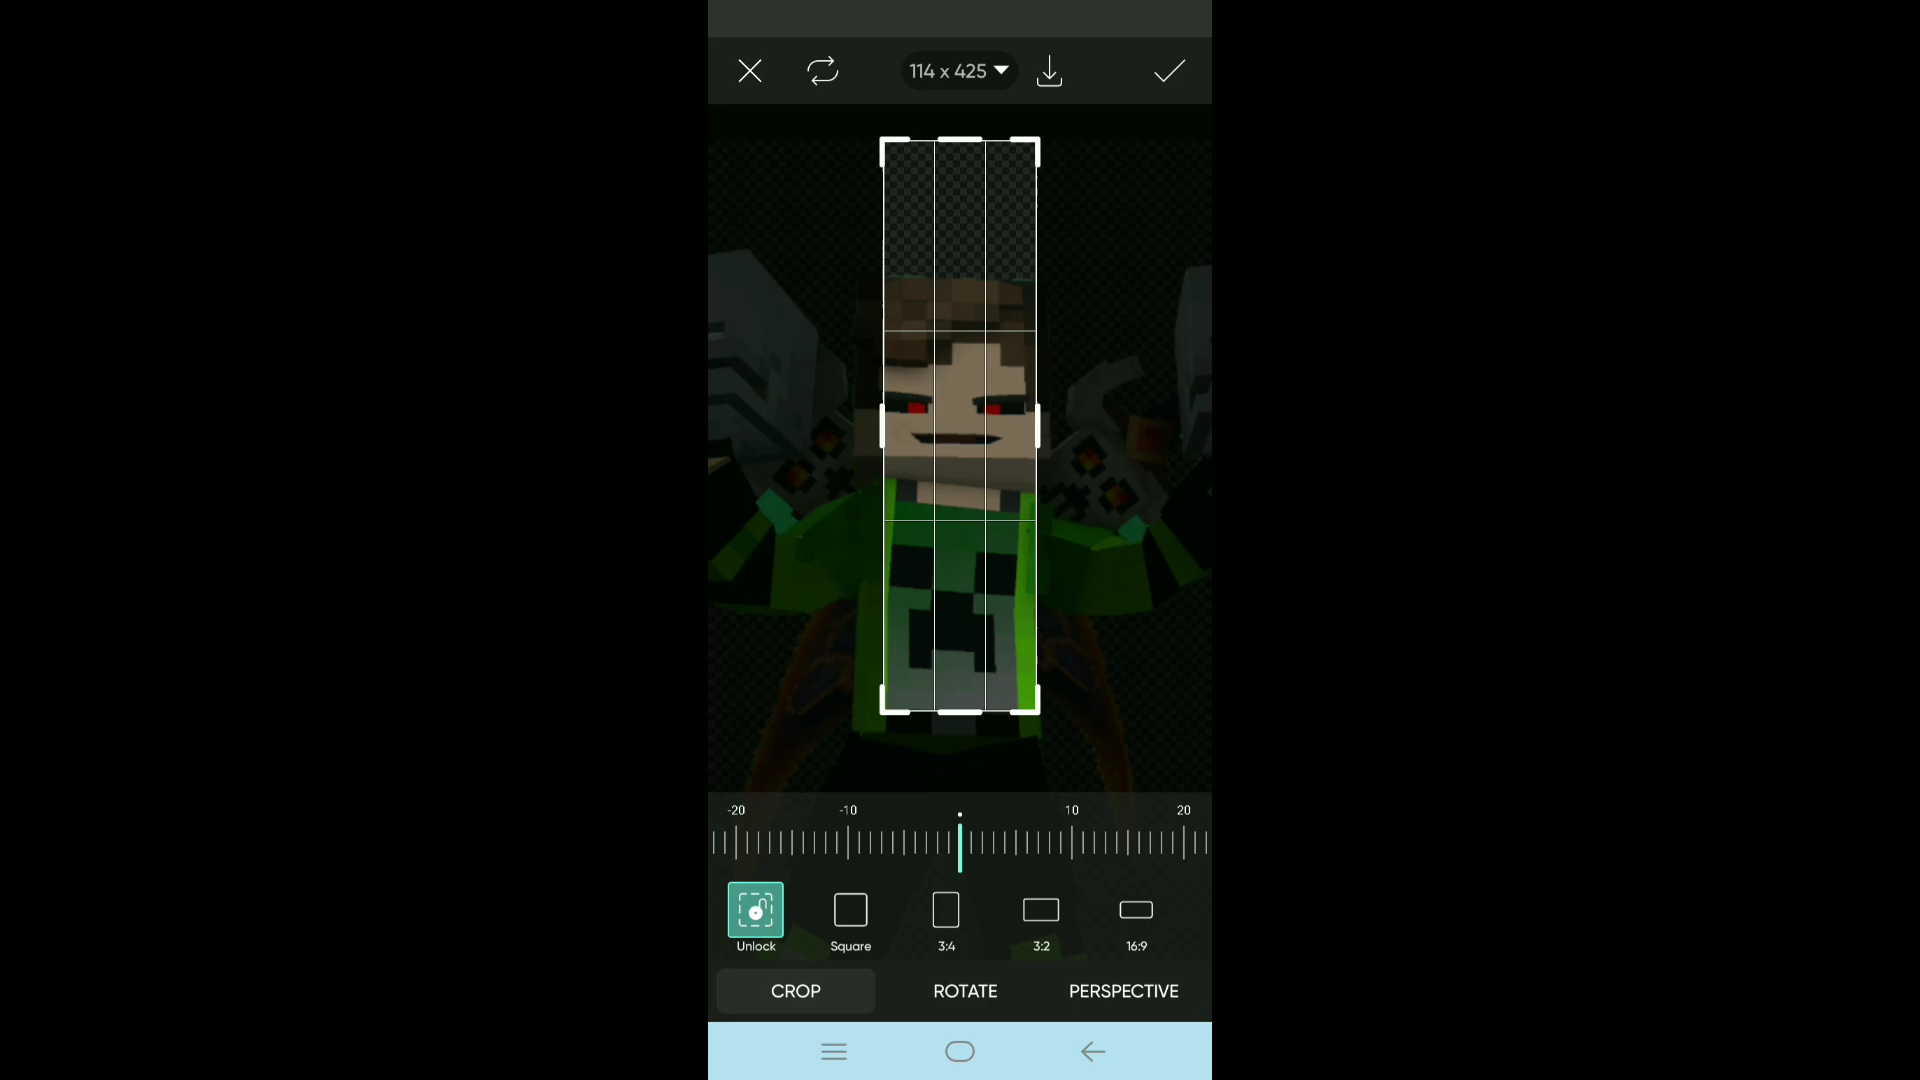 114 x 425
-20 -10 10 20
Unlock Square 3:4 3:2 16:9
CROP ROTATE PERSPECTIVE